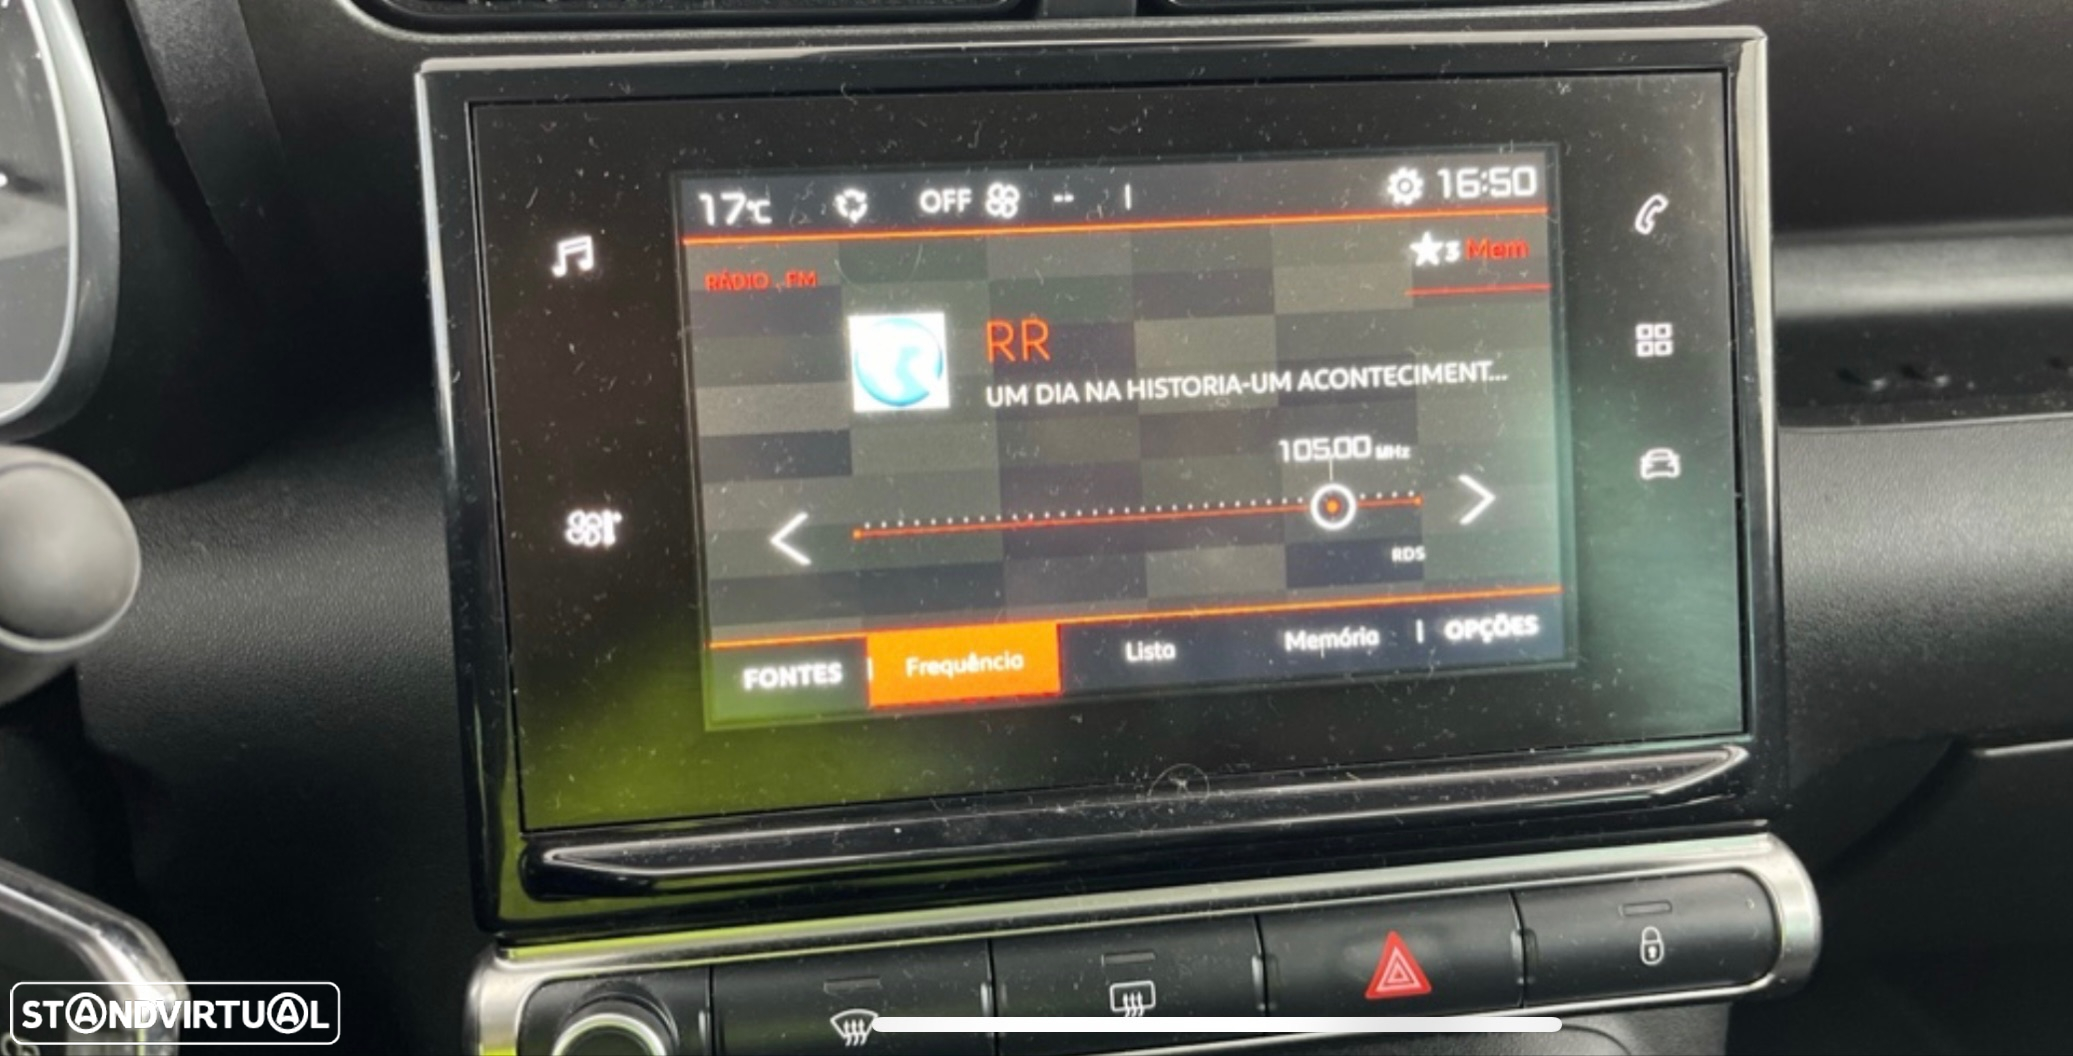 17°C OFF -- 16:50
RÁDIO . FM
3 Mem
RR
UM DIA NA HISTORIA-UM ACONTECIMENT...
105.00 MHz
RDS
FONTES Frequência Lista Memória OPÇÕES
STANDVIRTUAL